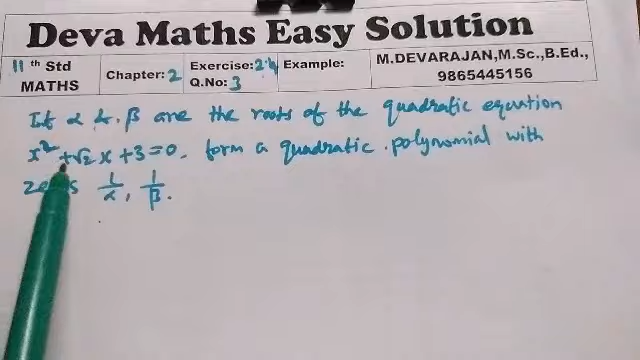 Deva Maths Easy Solution
11th Std MATHS
Chapter: 2
Exercise: 2.4
Q.No: 3
Example:
M.DEVARAJAN,M.Sc.,B.Ed., 9865445156
If α & β are the roots of the quadratic equation
x² + √2 x + 3 = 0, form a quadratic polynomial with
1/α, 1/β.